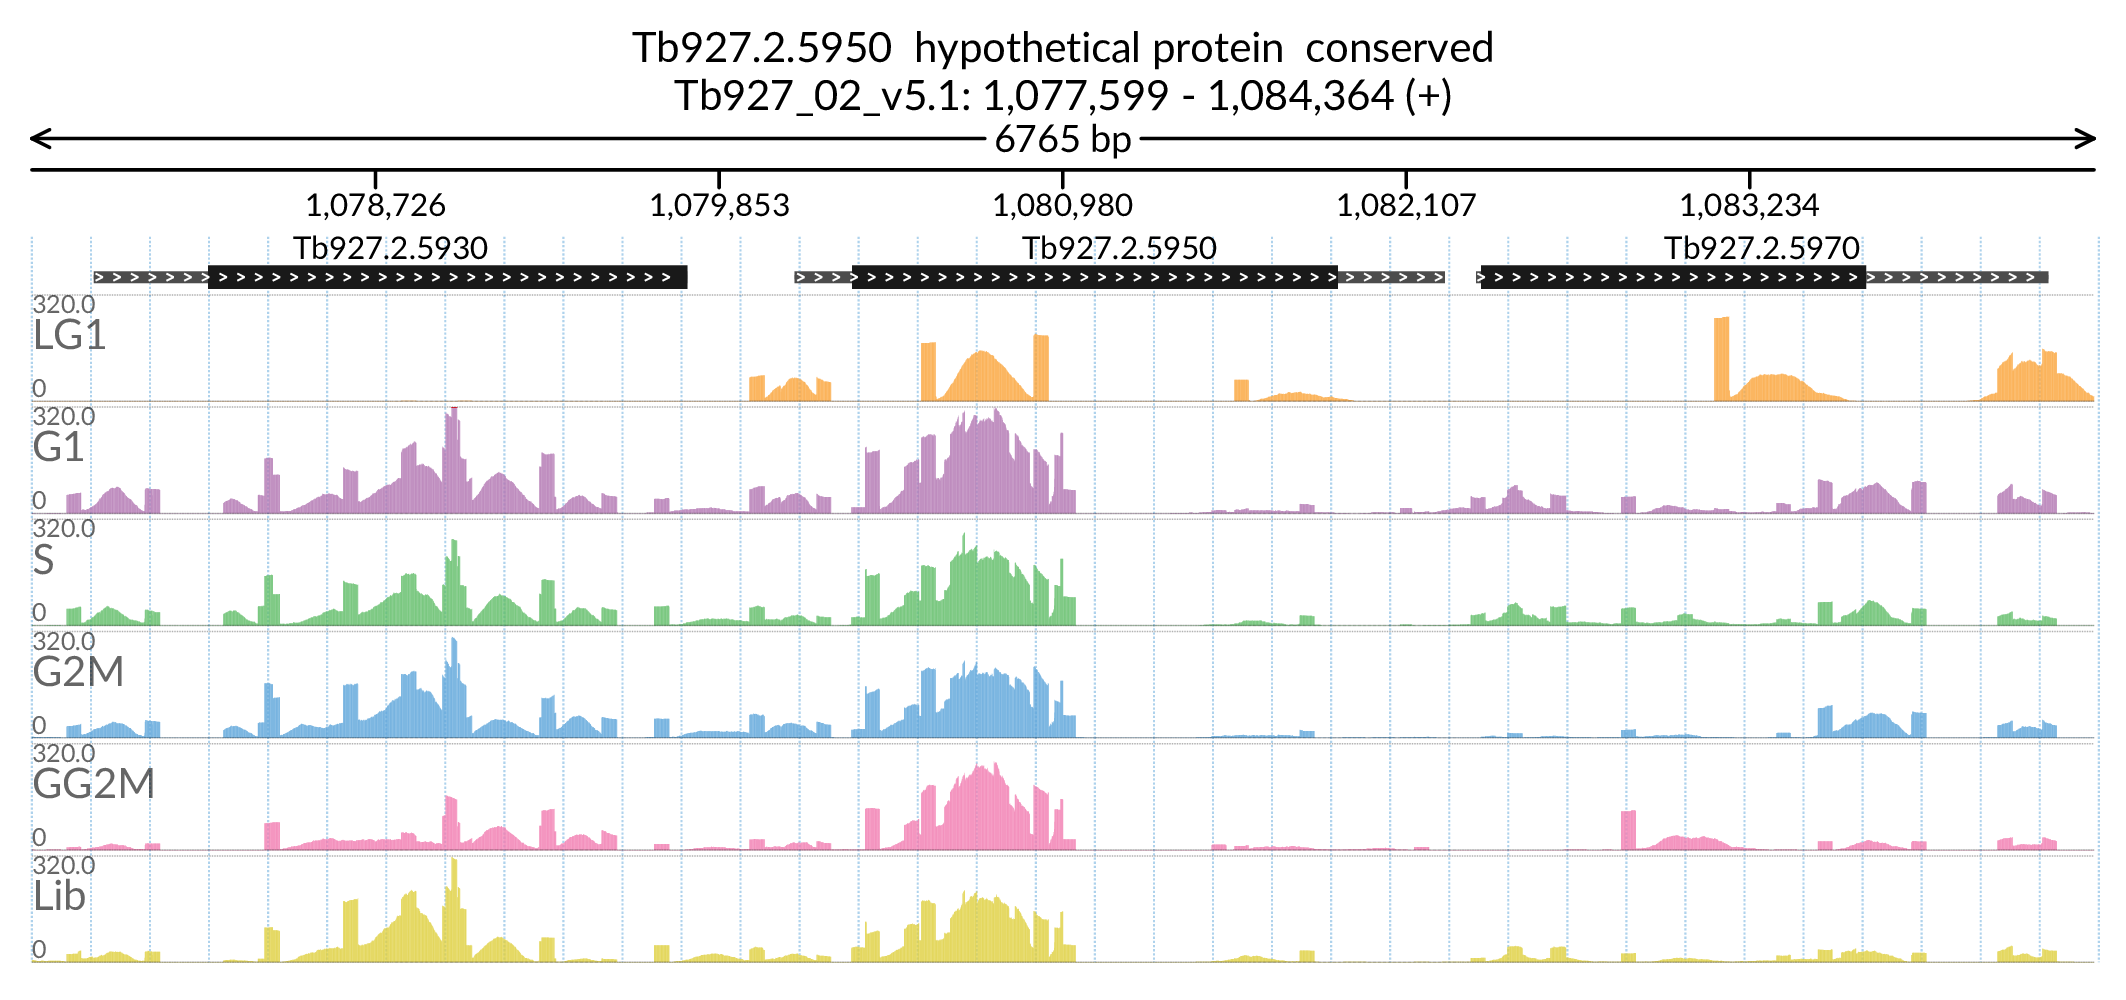 Tb927.2.5950 hypothetical protein conserved
Tb927_02_v5.1: 1,077,599 - 1,084,364 (+)
6765 bp
1,078,726 1,079,853 1,080,980 1,082,107 1,083,234
Tb927.2.5930 Tb927.2.5950 Tb927.2.5970
320.0
LG1
0
320.0
G1
0
320.0
S
0
320.0
G2M
0
320.0
GG2M
0
320.0
Lib
0